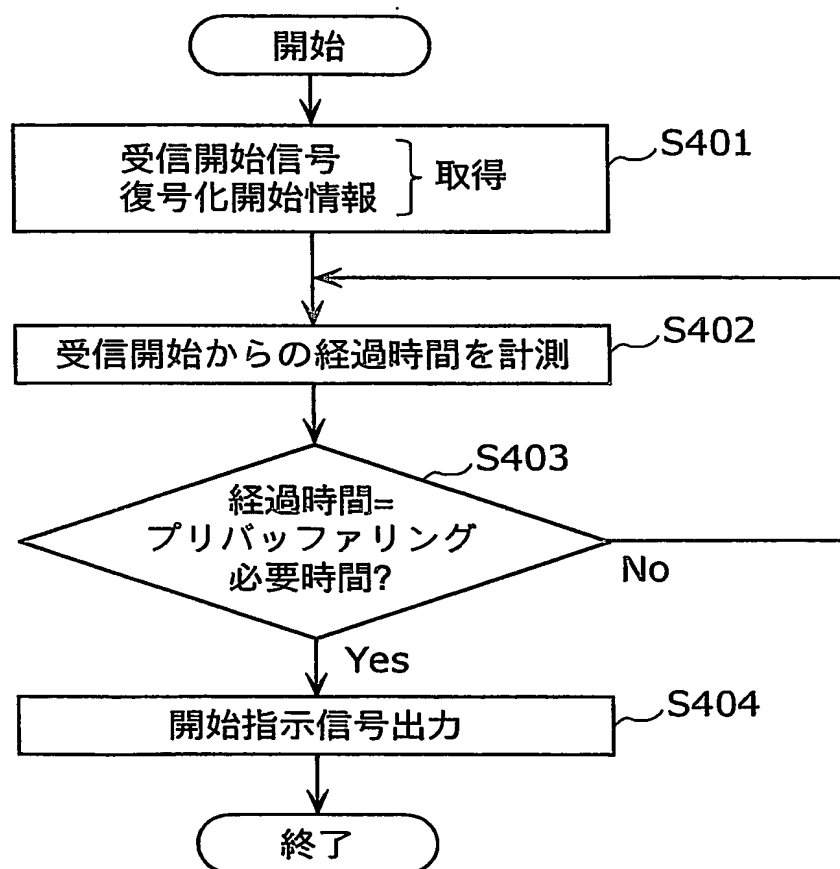 開始
S401
受信開始信号
復号化開始情報
取得
S402
受信開始からの経過時間を計測
S403
経過時間=
プリバッファリング
必要時間?
No
Yes
S404
開始指示信号出力
終了